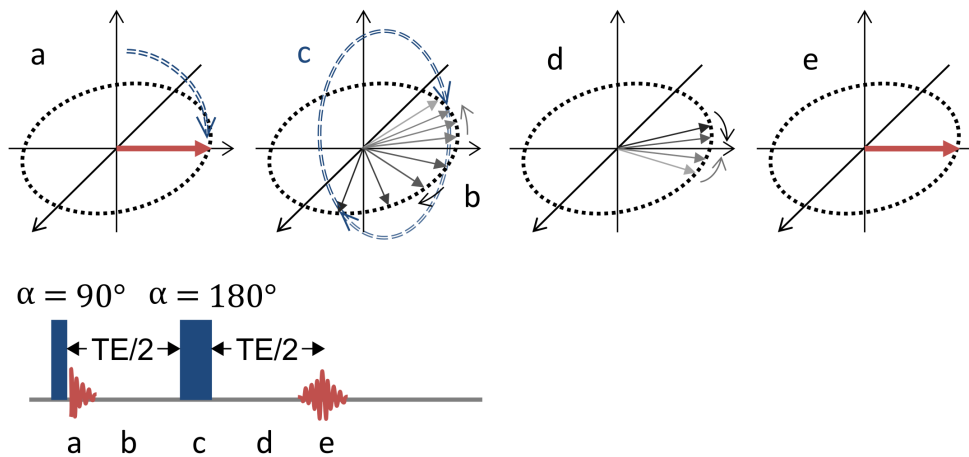 a
c
b
d
e
α = 90° α = 180°
TE/2 TE/2
a b c d e